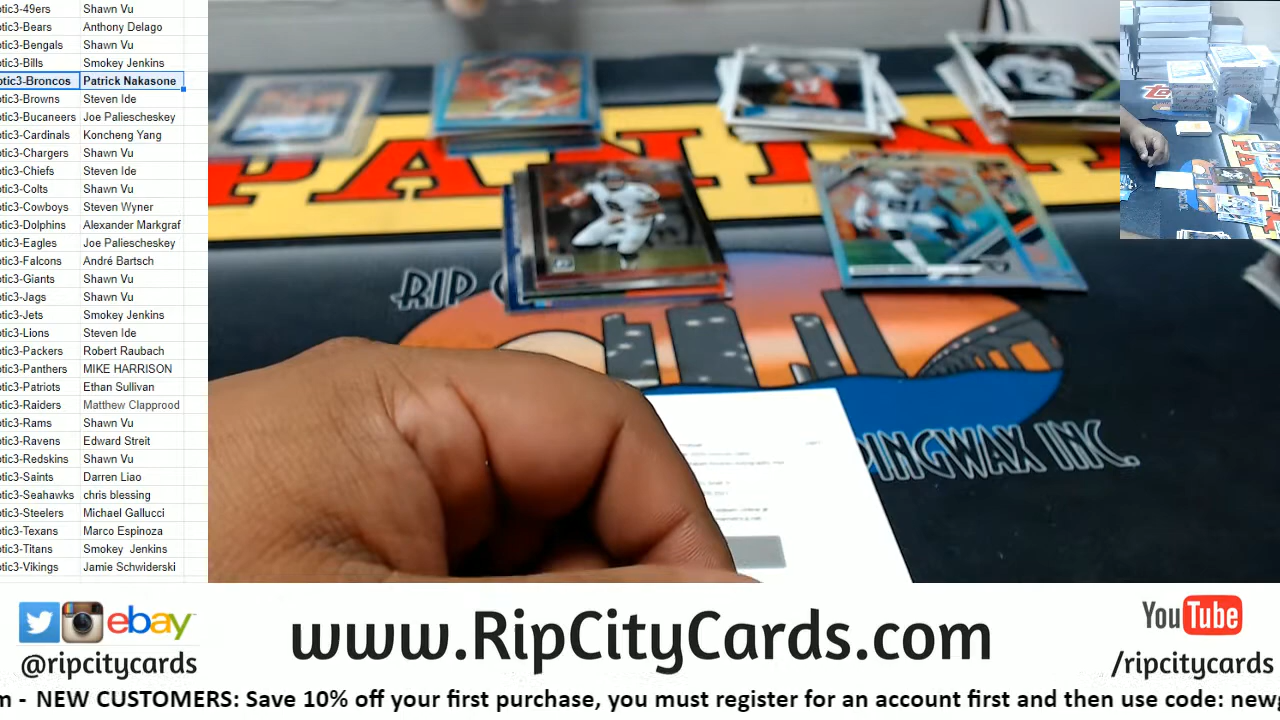 otic3-49ers Shawn Vu
otic3-Bears Anthony Delago
otic3-Bengals Shawn Vu
otic3-Bills Smokey Jenkins
otic3-Broncos Patrick Nakasone
otic3-Browns Steven Ide
otic3-Bucaneers Joe Paliescheskey
otic3-Cardinals Koncheng Yang
otic3-Chargers Shawn Vu
otic3-Chiefs Steven Ide
otic3-Colts Shawn Vu
otic3-Cowboys Steven Wyner
otic3-Dolphins Alexander Markgraf
otic3-Eagles Joe Paliescheskey
otic3-Falcons André Bartsch
otic3-Giants Shawn Vu
otic3-Jags Shawn Vu
otic3-Jets Smokey Jenkins
otic3-Lions Steven Ide
otic3-Packers Robert Raubach
otic3-Panthers MIKE HARRISON
otic3-Patriots Ethan Sullivan
otic3-Raiders Matthew Clapprood
otic3-Rams Shawn Vu
otic3-Ravens Edward Streit
otic3-Redskins Shawn Vu
otic3-Saints Darren Liao
otic3-Seahawks chris blessing
otic3-Steelers Michael Gallucci
otic3-Texans Marco Espinoza
otic3-Titans Smokey Jenkins
otic3-Vikings Jamie Schwiderski
PANINI
RIP
PINGWAX INC.
ebay
@ripcitycards
www.RipCityCards.com
YouTube
/ripcitycards
m - NEW CUSTOMERS: Save 10% off your first purchase, you must register for an account first and then use code: newg